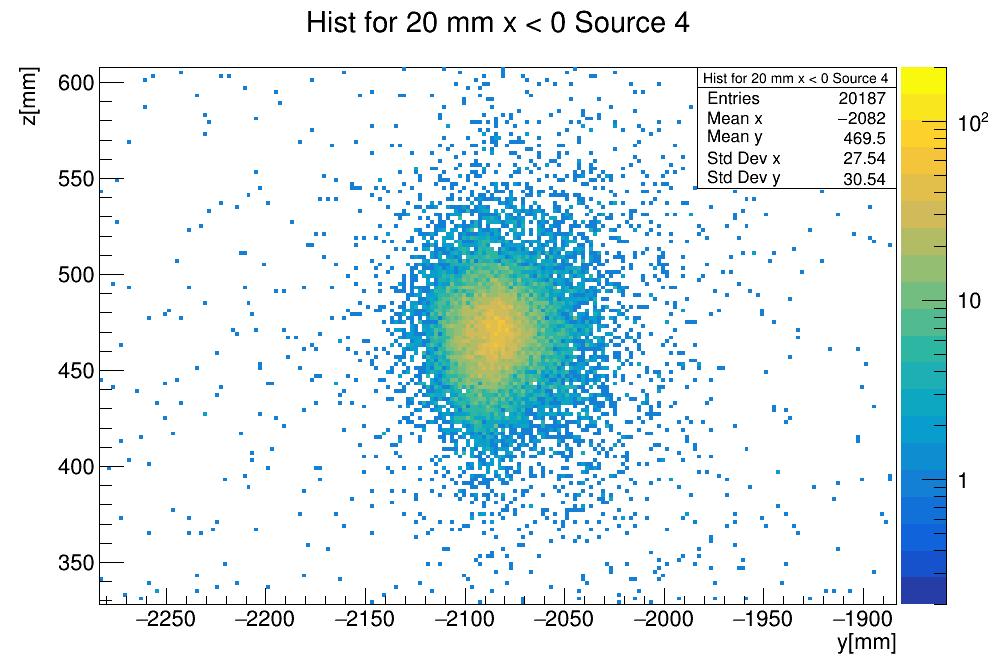 Hist for 20 mm x < 0 Source 4
z[mm]
Hist for 20 mm x < 0 Source 4
Entries 20187
Mean x −2082
Mean y 469.5
Std Dev x 27.54
Std Dev y 30.54
600
550
500
450
400
350
10²
10
1
−2250 −2200 −2150 −2100 −2050 −2000 −1950 −1900
y[mm]